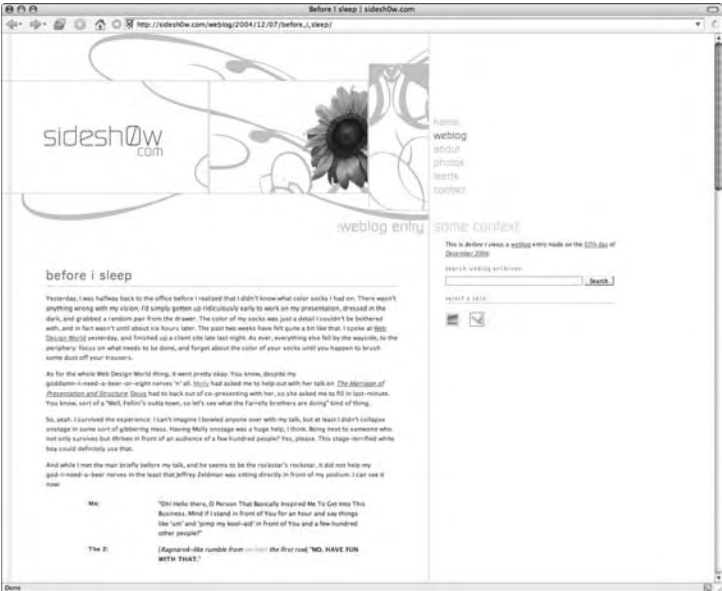 Before I sleep | sidesh0w.com
http://sidesh0w.com/weblog/2004/12/07/before_i_sleep/
sidesh0w
.com
home
weblog
about
photos
feeds
contact
:weblog entry
some context:
This is Before I sleep, a weblog entry made on the 07th day of
December 2004.
search weblog archives:
Search
select a skin:
before i sleep
Yesterday, I was halfway back to the office before I realized that I didn't know what color socks I had on. There wasn't
anything wrong with my vision: I'd simply gotten up ridiculously early to work on my presentation, dressed in the
dark, and grabbed a random pair from the drawer. The color of my socks was just a detail I couldn't be bothered
with, and in fact wasn't until about six hours later. The past two weeks have felt quite a bit like that. I spoke at Web
Design World yesterday, and finished up a client site late last night. As ever, everything else fell by the wayside, to the
periphery: focus on what needs to be done, and forget about the color of your socks until you happen to brush
some dust off your trousers.
As for the whole Web Design World thing, it went pretty okay. You know, despite my
goddamn-I-need-a-beer-or-eight nerves 'n' all. Molly had asked me to help out with her talk on The Marriage of
Presentation and Structure. Doug had to back out of co-presenting with her, so she asked me to fill in last-minute.
You know, sort of a "Well, Fellini's outta town, so let's see what the Farrelly brothers are doing" kind of thing.
So, yeah: I survived the experience. I can't imagine I bowled anyone over with my talk, but at least I didn't collapse
onstage in some sort of gibbering mess. Having Molly onstage was a huge help, I think. Being next to someone who
not only survives but thrives in front of an audience of a few hundred people? Yes, please. This stage-terrified white
boy could definitely use that.
And while I met the man briefly before my talk, and he seems to be the rockstar's rockstar, it did not help my
god-I-need-a-beer nerves in the least that Jeffrey Zeldman was sitting directly in front of my podium. I can see it
now:
Me: "Oh! Hello there, O Person That Basically Inspired Me To Get Into This
Business. Mind if I stand in front of You for an hour and say things
like 'um' and 'pimp my kool-aid' in front of You and a few hundred
other people?"
The Z: [Ragnarok-like rumble from the first row] "NO. HAVE FUN
WITH THAT."
Done